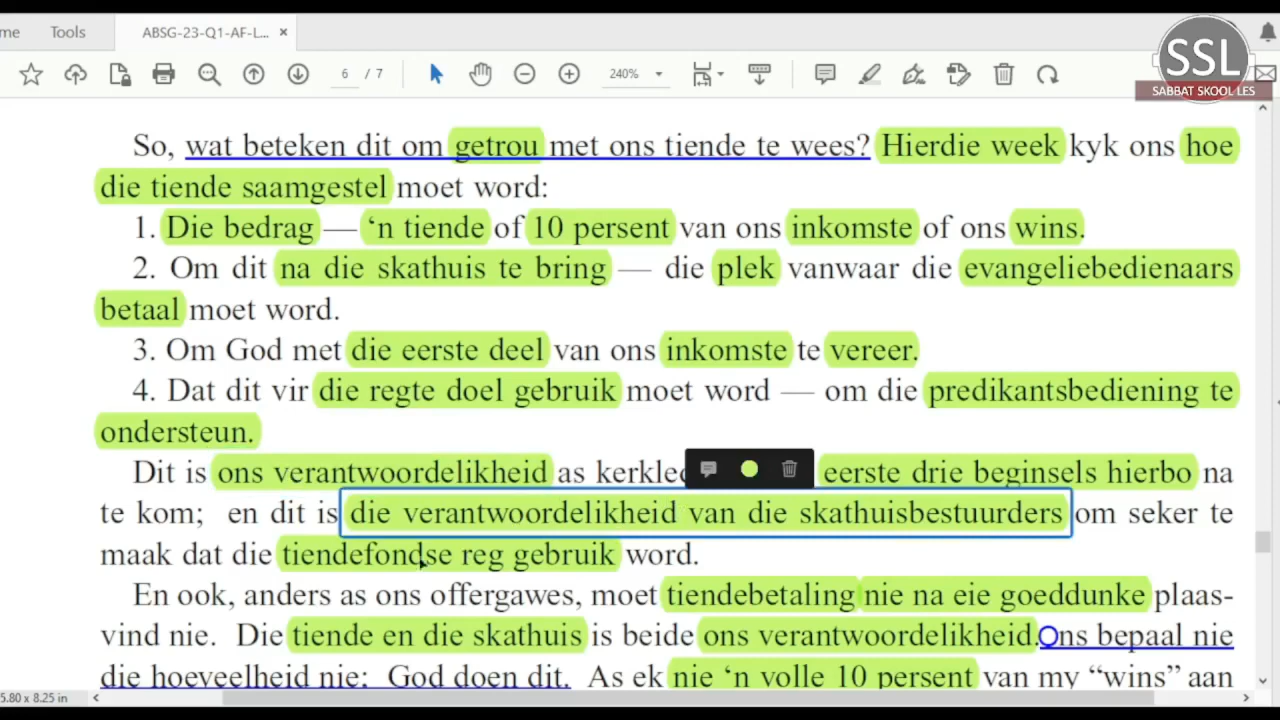 me Tools ABSG-23-Q1-AF-L... ×
6 / 7 240%
SSL
SABBAT SKOOL LES
So, wat beteken dit om getrou met ons tiende te wees? Hierdie week kyk ons hoe
die tiende saamgestel moet word:
1. Die bedrag — ‘n tiende of 10 persent van ons inkomste of ons wins.
2. Om dit na die skathuis te bring — die plek vanwaar die evangeliebedienaars
betaal moet word.
3. Om God met die eerste deel van ons inkomste te vereer.
4. Dat dit vir die regte doel gebruik moet word — om die predikantsbediening te
ondersteun.
Dit is ons verantwoordelikheid as eerste drie beginsels hierbo na
te kom; en dit is die verantwoordelikheid van die skathuisbestuurders om seker te
maak dat die tiendefondse reg gebruik word.
En ook, anders as ons offergawes, moet tiendebetaling nie na eie goeddunke plaas-
vind nie. Die tiende en die skathuis is beide ons verantwoordelikheid. Ons bepaal nie
die hoeveelheid nie: God doen dit. As ek nie ‘n volle 10 persent van my “wins” aan
5.80 x 8.25 in